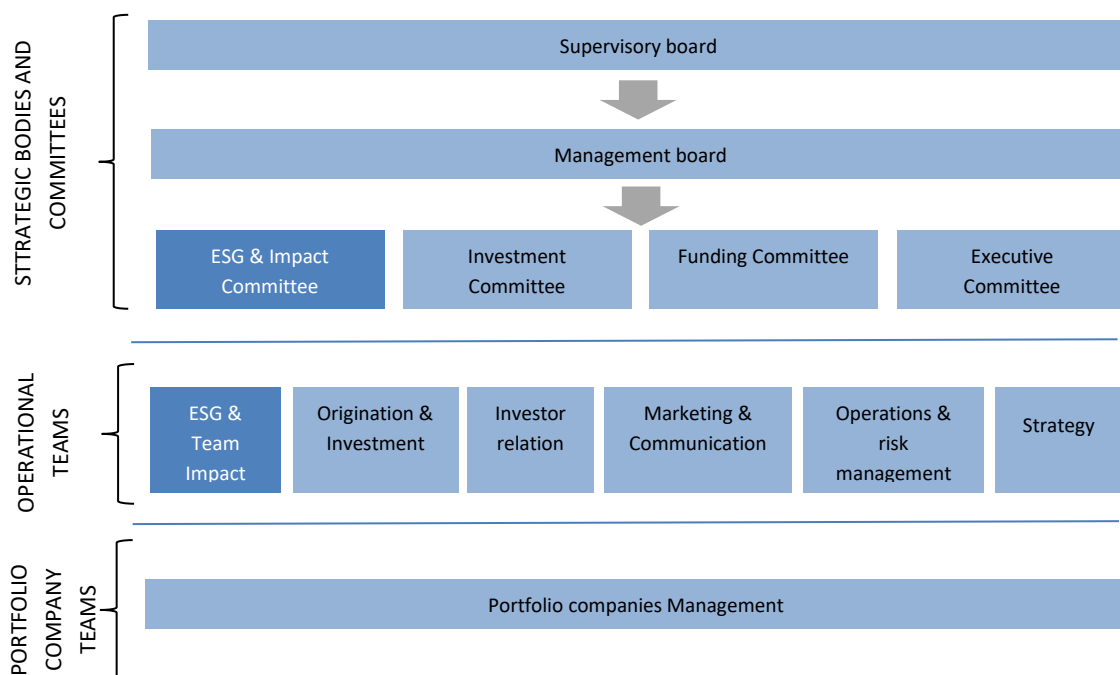 STTRATEGIC BODIES AND
COMMITTEES
Supervisory board
Management board
ESG & Impact
Committee
Investment
Committee
Funding Committee
Executive
Committee
OPERATIONAL
TEAMS
ESG &
Team
Impact
Origination &
Investment
Investor
relation
Marketing &
Communication
Operations &
risk
management
Strategy
PORTFOLIO
COMPANY
TEAMS
Portfolio companies Management